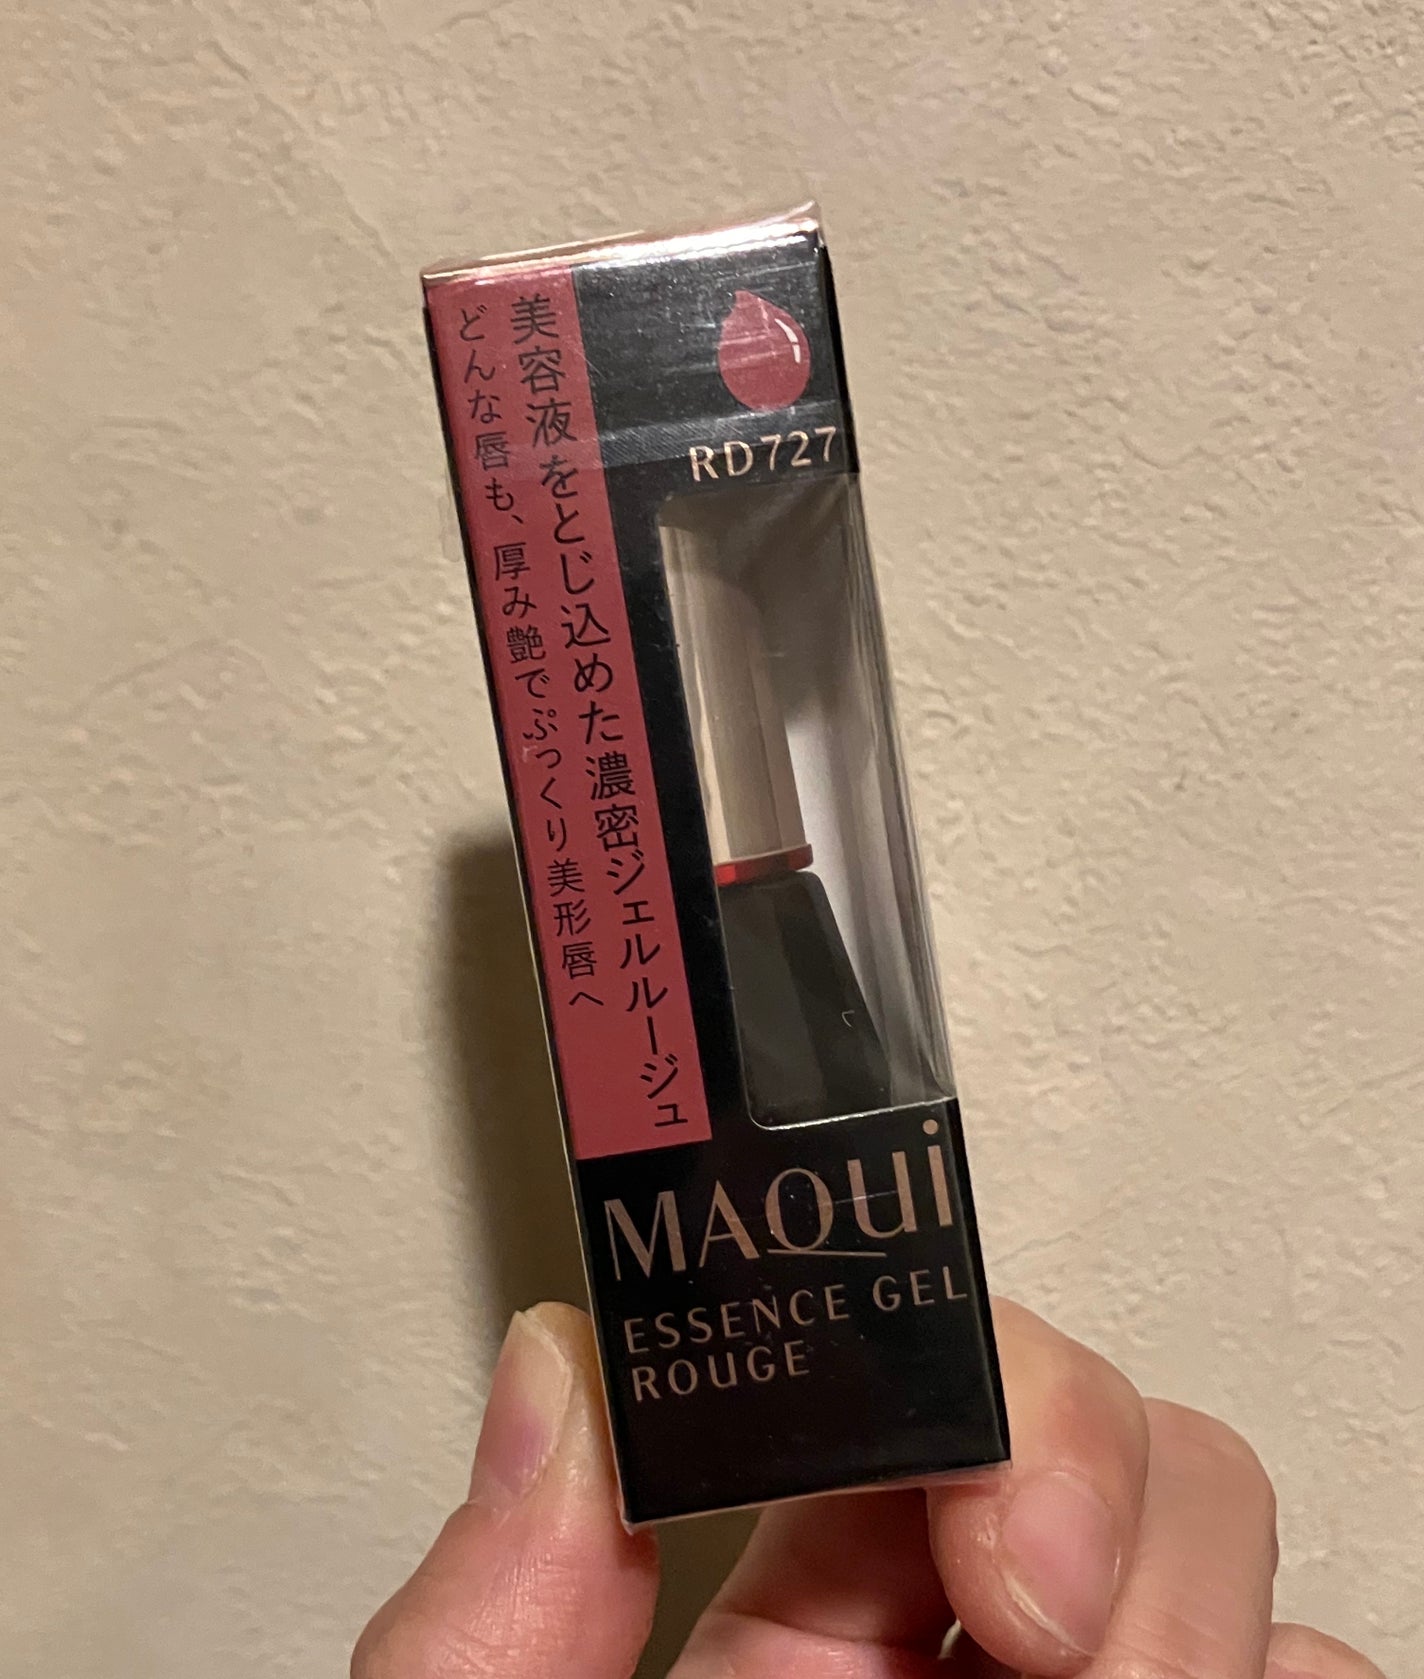 美容液をとじ込めた濃密ジェルルージュ
どんな唇も、厚み艶でぷっくり美形唇へ
RD727
MAQUi
ESSENCE GEL
ROUGE